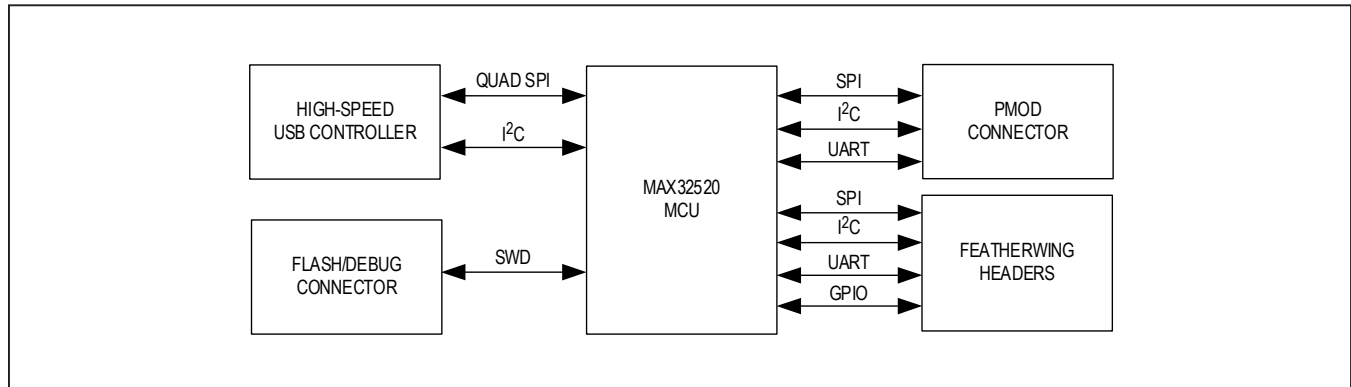 HIGH-SPEED
USB CONTROLLER
QUAD SPI
I²C
FLASH/DEBUG
CONNECTOR
SWD
MAX32520
MCU
SPI
I²C
UART
PMOD
CONNECTOR
SPI
I²C
UART
GPIO
FEATHERWING
HEADERS